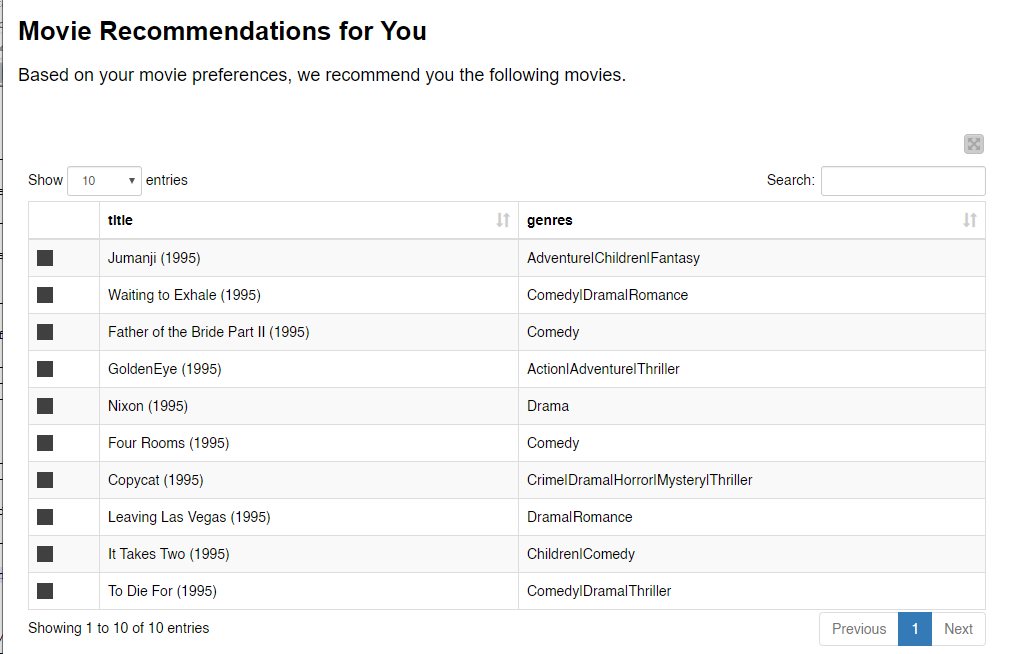 Movie Recommendations for You
Based on your movie preferences, we recommend you the following movies.
Show 10 entries Search:
title genres
Jumanji (1995) Adventure|Children|Fantasy
Waiting to Exhale (1995) Comedy|Drama|Romance
Father of the Bride Part II (1995) Comedy
GoldenEye (1995) Action|Adventure|Thriller
Nixon (1995) Drama
Four Rooms (1995) Comedy
Copycat (1995) Crime|Drama|Horror|Mystery|Thriller
Leaving Las Vegas (1995) Drama|Romance
It Takes Two (1995) Children|Comedy
To Die For (1995) Comedy|Drama|Thriller
Showing 1 to 10 of 10 entries Previous 1 Next